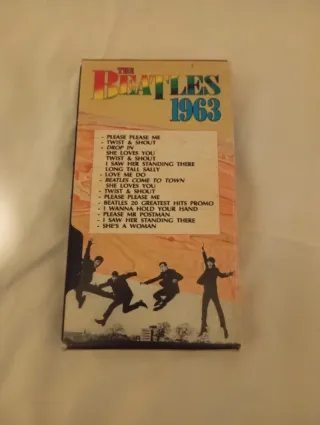 THE
BEATLES
1963
- PLEASE PLEASE ME
- TWIST & SHOUT
- DROP IN
SHE LOVES YOU
TWIST & SHOUT
I SAW HER STANDING THERE
LONG TALL SALLY
- LOVE ME DO
- BEATLES COME TO TOWN
SHE LOVES YOU
- TWIST & SHOUT
- PLEASE PLEASE ME
- BEATLES 20 GREATEST HITS PROMO
- I WANNA HOLD YOUR HAND
- PLEASE MR POSTMAN
- I SAW HER STANDING THERE
- SHE'S A WOMAN